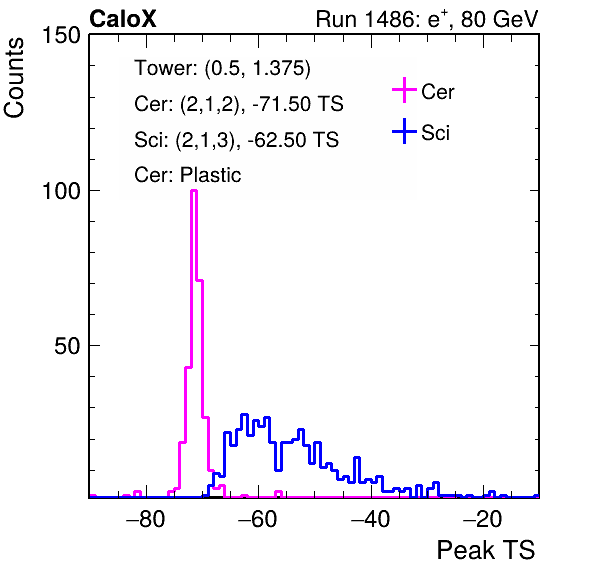 CaloX Run 1486: e⁺, 80 GeV
Counts
150
100
50
Tower: (0.5, 1.375)
Cer: (2,1,2), -71.50 TS
Sci: (2,1,3), -62.50 TS
Cer: Plastic
Cer
Sci
−80 −60 −40 −20
Peak TS